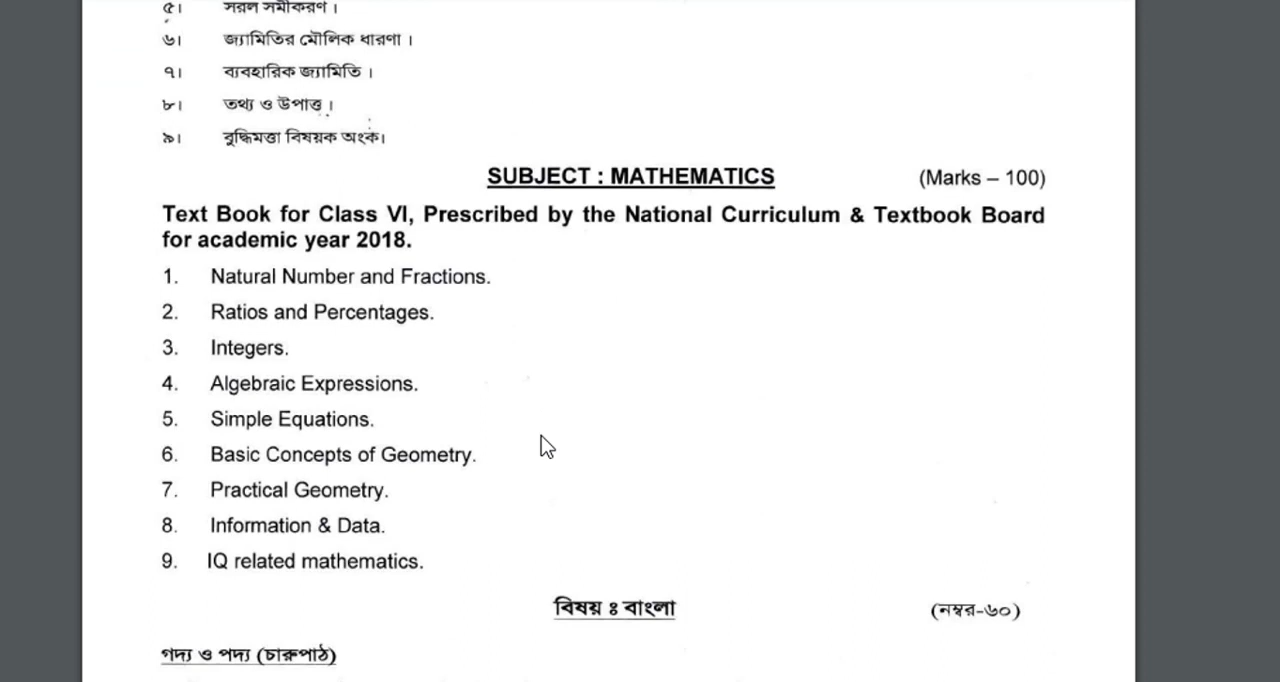 ৫। সরল সমীকরণ।
৬। জ্যামিতির মৌলিক ধারণা।
৭। ব্যবহারিক জ্যামিতি।
৮। তথ্য ও উপাত্ত।
৯। বুদ্ধিমত্তা বিষয়ক অংক।
SUBJECT : MATHEMATICS (Marks – 100)
Text Book for Class VI, Prescribed by the National Curriculum & Textbook Board
for academic year 2018.
1. Natural Number and Fractions.
2. Ratios and Percentages.
3. Integers.
4. Algebraic Expressions.
5. Simple Equations.
6. Basic Concepts of Geometry.
7. Practical Geometry.
8. Information & Data.
9. IQ related mathematics.
বিষয় ঃ বাংলা (নম্বর-৬০)
গদ্য ও পদ্য (চারুপাঠ)